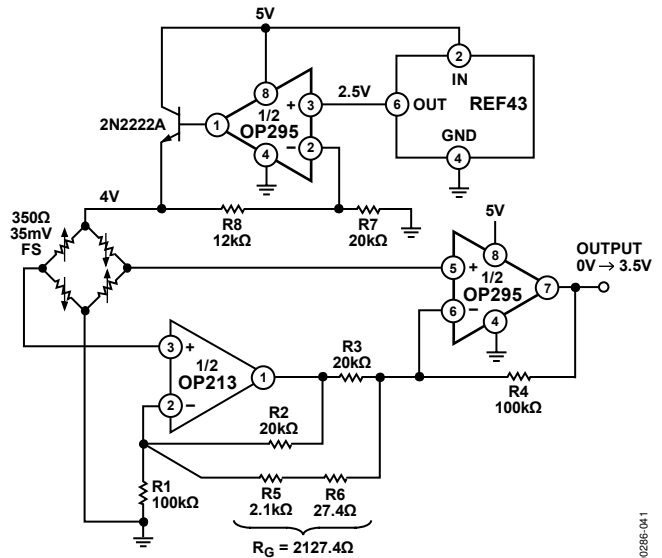 5V
2
IN
8
1/2
OP295
+
3
2.5V
6
OUT
REF43
2N2222A
1
−
2
4
GND
4
4V
R8
12kΩ
R7
20kΩ
350Ω
35mV
FS
5V
8
OUTPUT
0V → 3.5V
5
+
1/2
OP295
7
6
−
4
3
+
1/2
OP213
1
2
−
R3
20kΩ
R4
100kΩ
R2
20kΩ
R1
100kΩ
R5
2.1kΩ
R6
27.4Ω
RG = 2127.4Ω
0286-041